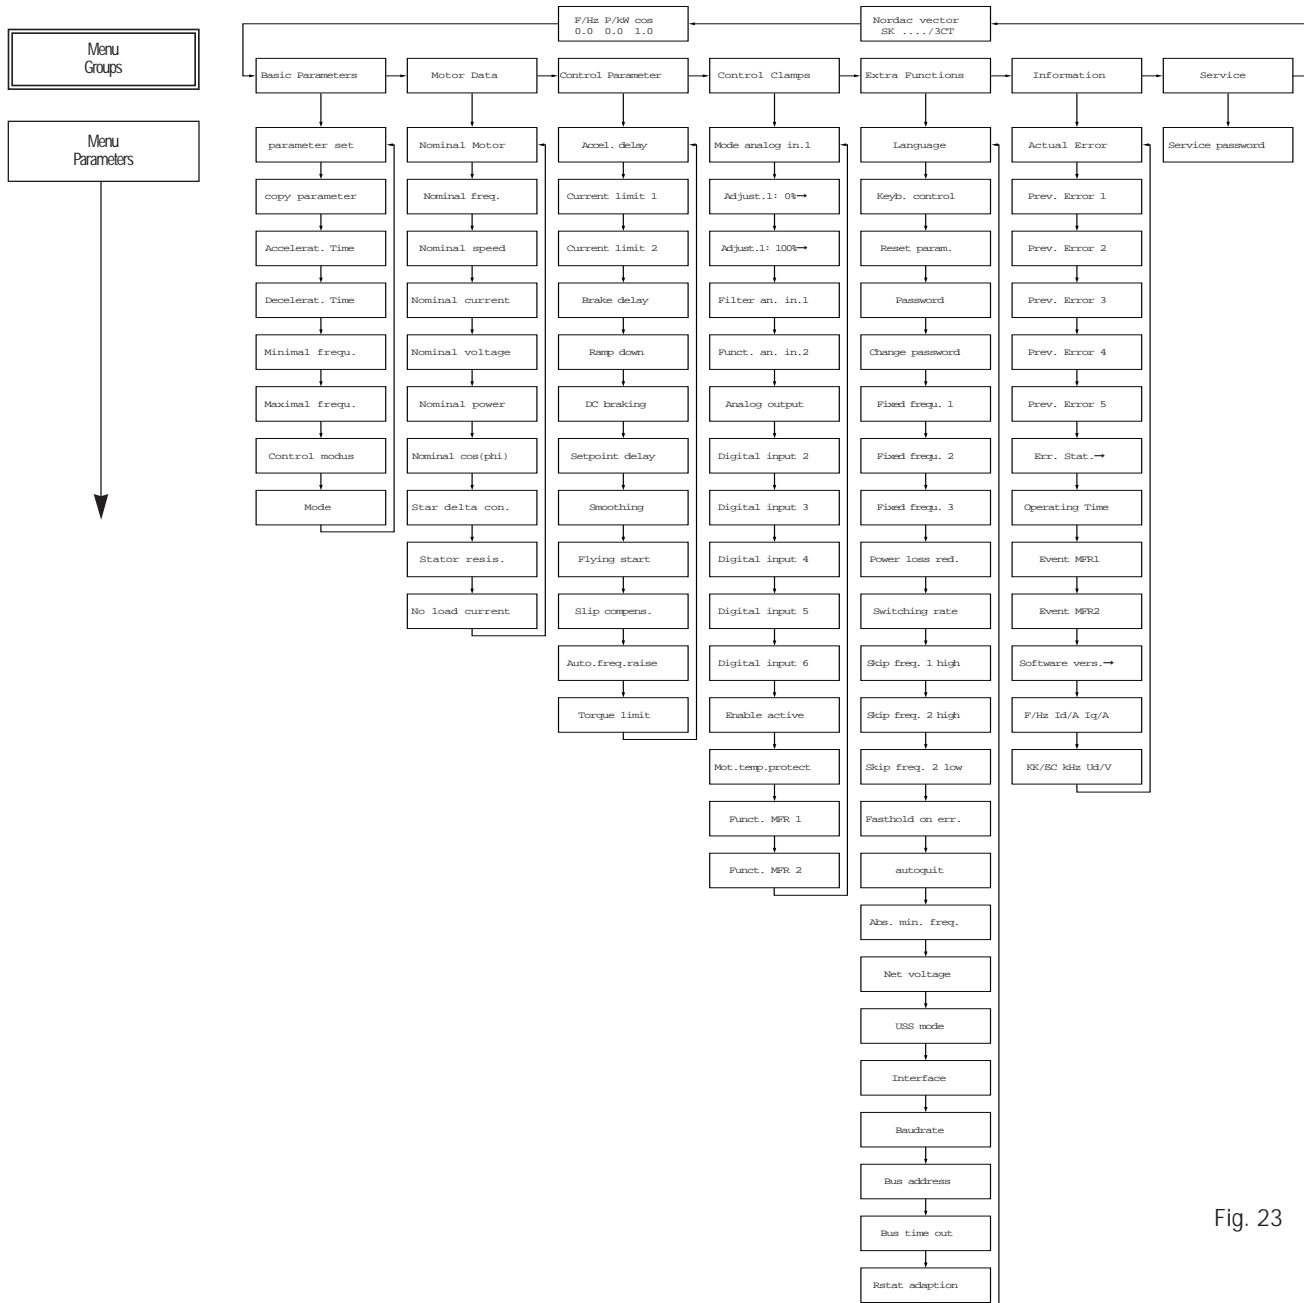 F/Hz P/kW cos
0.0 0.0 1.0
Nordac vector
SK ..../3CT
Menu
Groups
Basic Parameters
Motor Data
Control Parameter
Control Clamps
Extra Functions
Information
Service
Menu
Parameters
parameter set
copy parameter
Accelerat. Time
Decelerat. Time
Minimal frequ.
Maximal frequ.
Control modus
Mode
Nominal Motor
Nominal freq.
Nominal speed
Nominal current
Nominal voltage
Nominal power
Nominal cos(phi)
Star delta con.
Stator resis.
No load current
Accel. delay
Current limit 1
Current limit 2
Brake delay
Ramp down
DC braking
Setpoint delay
Smoothing
Flying start
Slip compens.
Auto.freq.raise
Torque limit
Mode analog in.1
Adjust.1: 0%→
Adjust.1: 100%→
Filter an. in.1
Funct. an. in.2
Analog output
Digital input 2
Digital input 3
Digital input 4
Digital input 5
Digital input 6
Enable active
Mot.temp.protect
Funct. MFR 1
Funct. MFR 2
Language
Keyb. control
Reset param.
Password
Change password
Fixed frequ. 1
Fixed frequ. 2
Fixed frequ. 3
Power loss red.
Switching rate
Skip freq. 1 high
Skip freq. 2 high
Skip freq. 2 low
Fasthold on err.
autoquit
Abs. min. freq.
Net voltage
USS mode
Interface
Baudrate
Bus address
Bus time out
Rstat adaption
Actual Error
Prev. Error 1
Prev. Error 2
Prev. Error 3
Prev. Error 4
Prev. Error 5
Err. Stat.→
Operating Time
Event MFR1
Event MFR2
Software vers.→
F/Hz Id/A Iq/A
KK/SC kHz Ud/V
Service password
Fig. 23